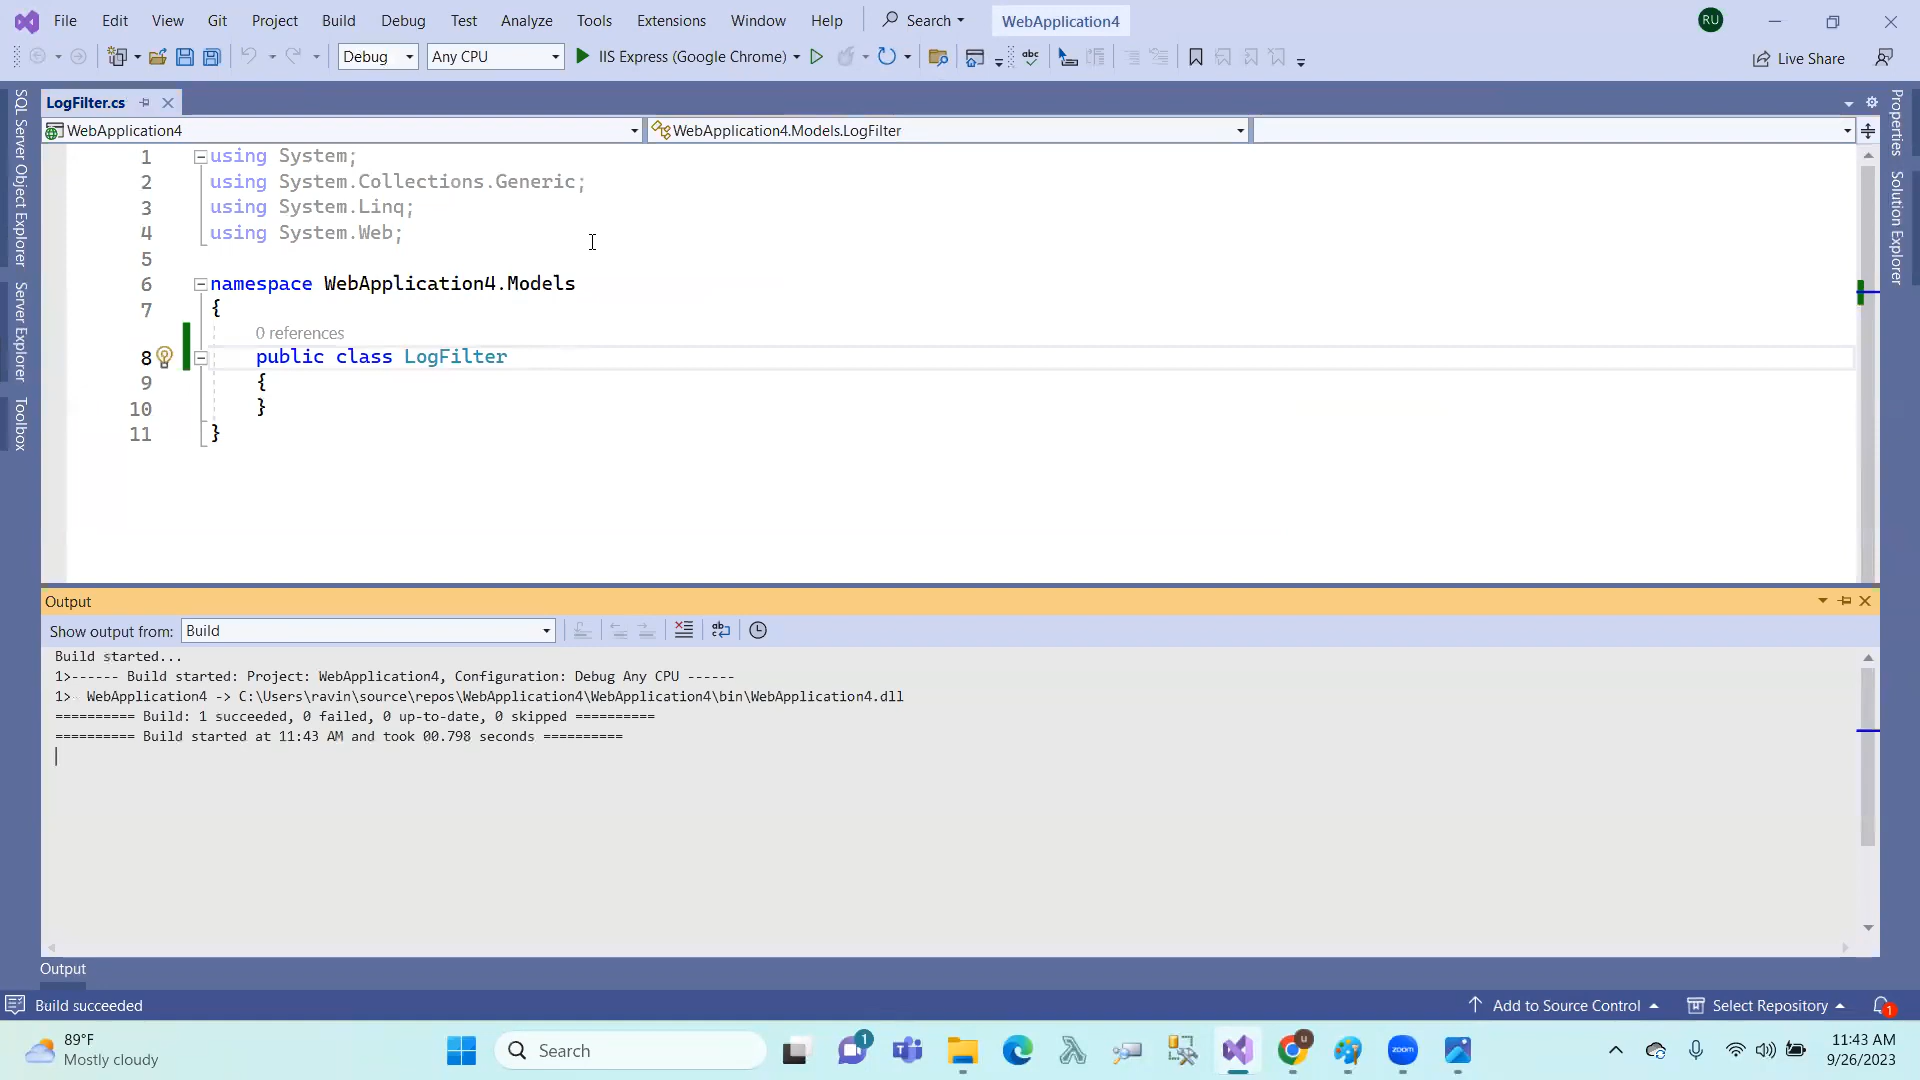 File Edit View Git Project Build Debug Test Analyze Tools Extensions Window Help Search WebApplication4 RU
Debug Any CPU IIS Express (Google Chrome) Live Share
LogFilter.cs
WebApplication4 WebApplication4.Models.LogFilter
SQL Server Object Explorer
Server Explorer
Toolbox
Properties
Solution Explorer
1 using System;
2 using System.Collections.Generic;
3 using System.Linq;
4 using System.Web;
5
6 namespace WebApplication4.Models
7 {
0 references
8 public class LogFilter
9 {
10 }
11 }
Output
Show output from: Build
Build started...
1>------ Build started: Project: WebApplication4, Configuration: Debug Any CPU ------
1> WebApplication4 -> C:\Users\ravin\source\repos\WebApplication4\WebApplication4\bin\WebApplication4.dll
========== Build: 1 succeeded, 0 failed, 0 up-to-date, 0 skipped ==========
========== Build started at 11:43 AM and took 00.798 seconds ==========
Output
Build succeeded Add to Source Control Select Repository 1
89°F
Mostly cloudy
Search
1
u
zoom
11:43 AM
9/26/2023